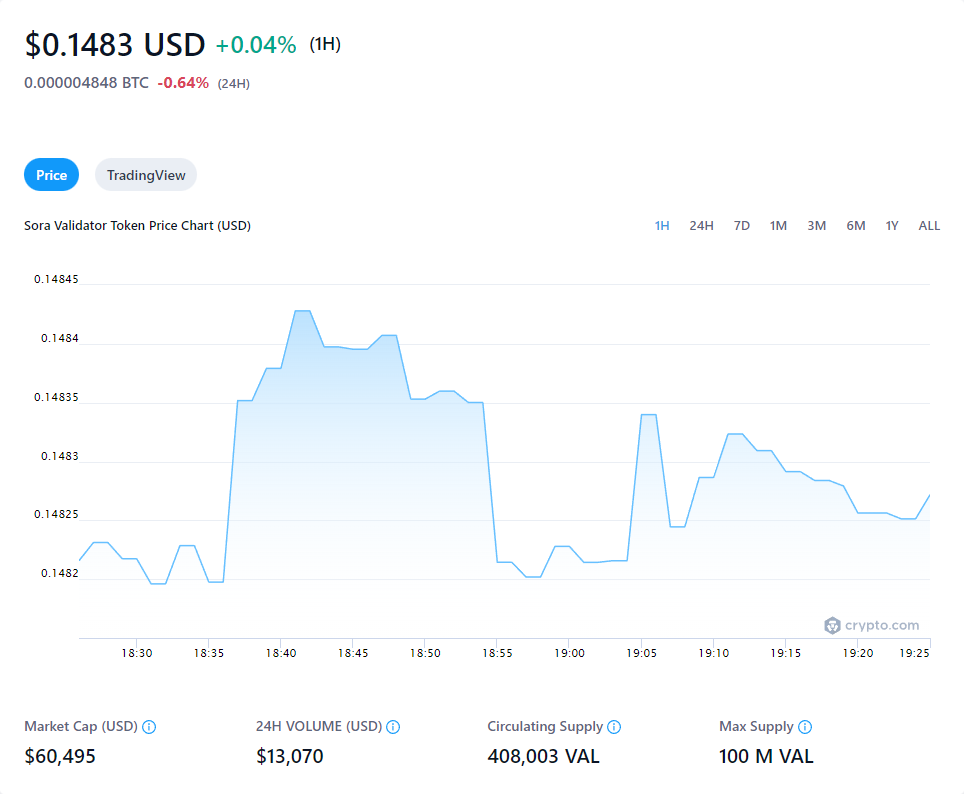 $0.1483 USD +0.04% (1H)
0.000004848 BTC -0.64% (24H)
Price TradingView
Sora Validator Token Price Chart (USD) 1H 24H 7D 1M 3M 6M 1Y ALL
0.14845
0.1484
0.14835
0.1483
0.14825
0.1482
crypto.com
18:30 18:35 18:40 18:45 18:50 18:55 19:00 19:05 19:10 19:15 19:20 19:25
Market Cap (USD) 24H VOLUME (USD) Circulating Supply Max Supply
$60,495 $13,070 408,003 VAL 100 M VAL